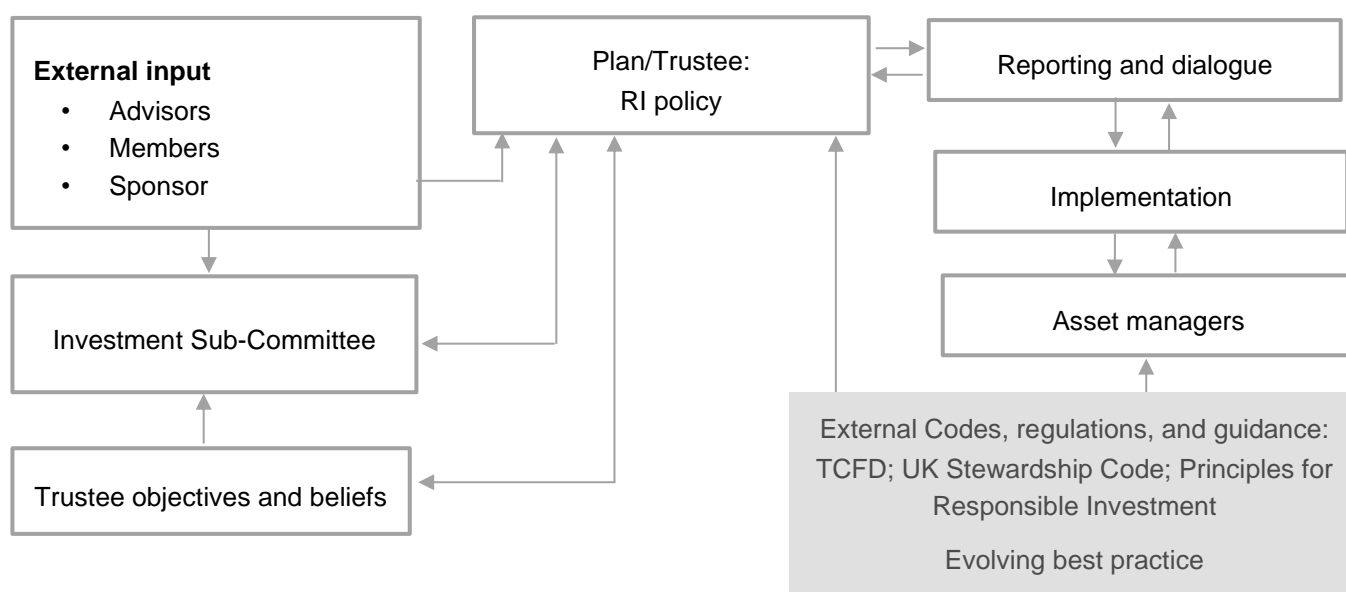 External input
• Advisors
• Members
• Sponsor
Plan/Trustee:
RI policy
Reporting and dialogue
Implementation
Asset managers
Investment Sub-Committee
Trustee objectives and beliefs
External Codes, regulations, and guidance:
TCFD; UK Stewardship Code; Principles for
Responsible Investment
Evolving best practice